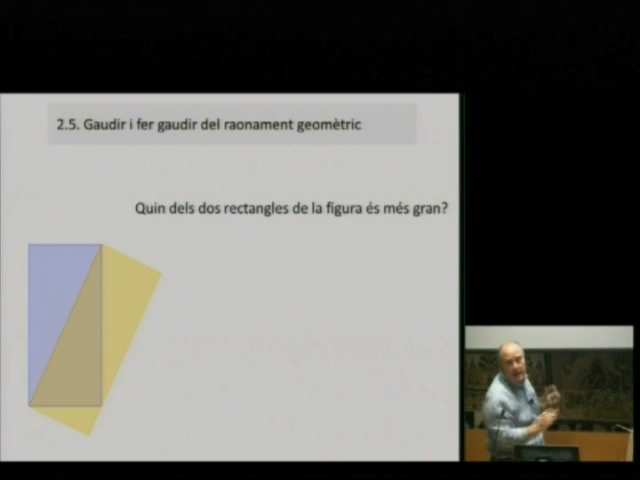 2.5. Gaudir i fer gaudir del raonament geomètric
Quin dels dos rectangles de la figura és més gran?